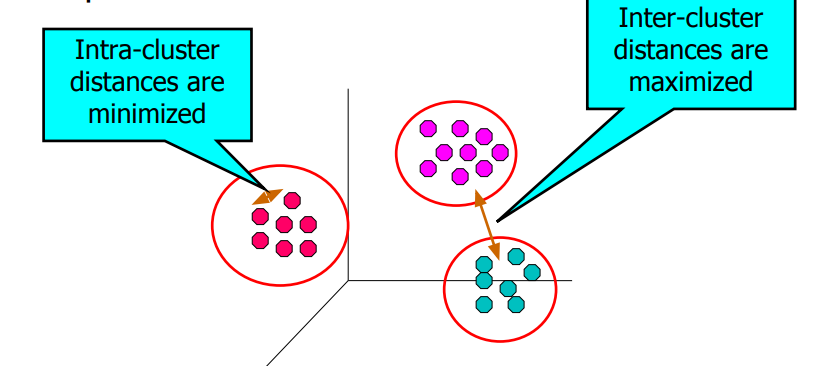 Intra-cluster
distances are
minimized
Inter-cluster
distances are
maximized